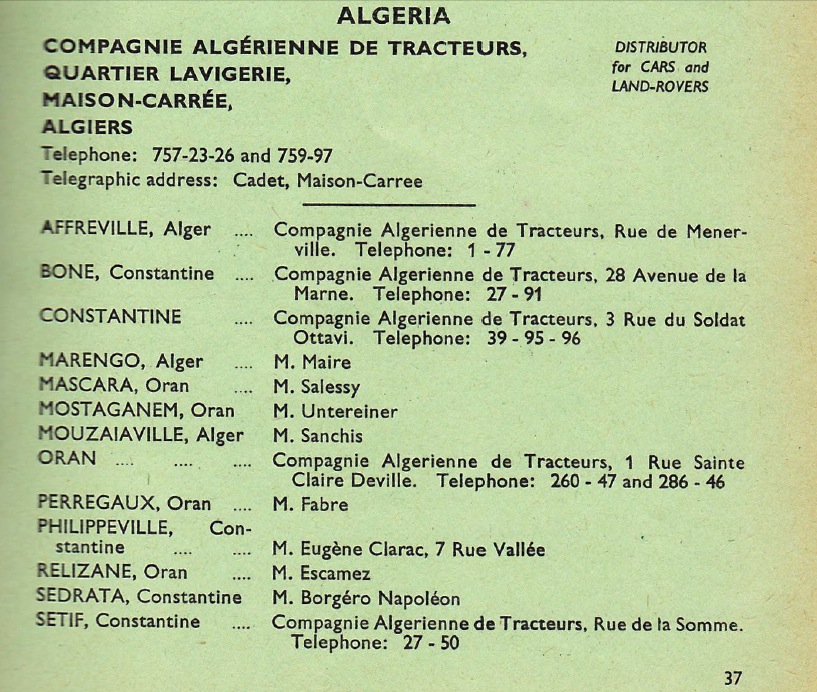 ALGERIA
COMPAGNIE ALGÉRIENNE DE TRACTEURS,
QUARTIER LAVIGERIE,
MAISON-CARRÉE,
ALGIERS
DISTRIBUTOR
for CARS and
LAND-ROVERS
Telephone: 757-23-26 and 759-97
Telegraphic address: Cadet, Maison-Carree
AFFREVILLE, Alger .... Compagnie Algerienne de Tracteurs, Rue de Mener-
ville. Telephone: 1 - 77
BONE, Constantine .... Compagnie Algerienne de Tracteurs, 28 Avenue de la
Marne. Telephone: 27 - 91
CONSTANTINE .... Compagnie Algerienne de Tracteurs, 3 Rue du Soldat
Ottavi. Telephone: 39 - 95 - 96
MARENGO, Alger .... M. Maire
MASCARA, Oran .... M. Salessy
MOSTAGANEM, Oran M. Untereiner
MOUZAIAVILLE, Alger M. Sanchis
ORAN .... .... .... Compagnie Algerienne de Tracteurs, 1 Rue Sainte
Claire Deville. Telephone: 260 - 47 and 286 - 46
PERREGAUX, Oran .... M. Fabre
PHILIPPEVILLE, Con-
stantine .... .... M. Eugène Clarac, 7 Rue Vallée
RELIZANE, Oran .... M. Escamez
SEDRATA, Constantine M. Borgéro Napoléon
SETIF, Constantine .... Compagnie Algerienne de Tracteurs, Rue de la Somme.
Telephone: 27 - 50
37